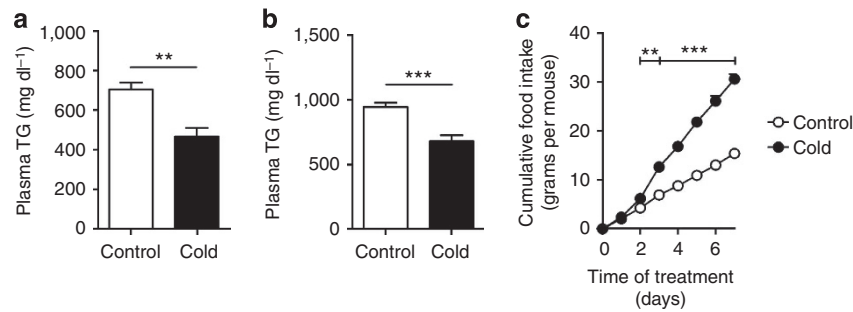 a
Plasma TG (mg dl⁻¹)
1,000
800
600
400
200
0
**
Control Cold
b
Plasma TG (mg dl⁻¹)
1,500
1,000
500
0
***
Control Cold
c
Cumulative food intake
(grams per mouse)
40
30
20
10
0
** ***
0 2 4 6
Time of treatment
(days)
Control
Cold